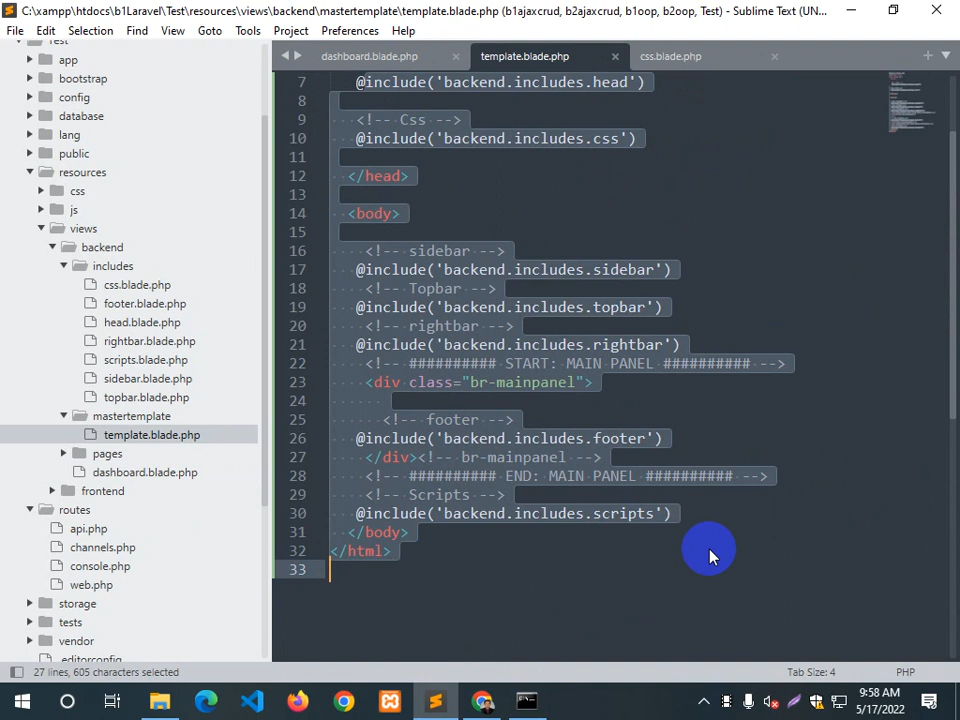 C:\xampp\htdocs\b1Laravel\Test\resources\views\backend\mastertemplate\template.blade.php (b1ajaxcrud, b2ajaxcrud, b1oop, b2oop, Test) - Sublime Text (UN...
File Edit Selection Find View Goto Tools Project Preferences Help
Test
app
bootstrap
config
database
lang
public
resources
css
js
views
backend
includes
css.blade.php
footer.blade.php
head.blade.php
rightbar.blade.php
scripts.blade.php
sidebar.blade.php
topbar.blade.php
mastertemplate
template.blade.php
pages
dashboard.blade.php
frontend
routes
api.php
channels.php
console.php
web.php
storage
tests
vendor
.editorconfig
dashboard.blade.php template.blade.php css.blade.php
7 @include('backend.includes.head')
8
9 <!-- Css -->
10 @include('backend.includes.css')
11
12 </head>
13
14 <body>
15
16 <!-- sidebar -->
17 @include('backend.includes.sidebar')
18 <!-- Topbar -->
19 @include('backend.includes.topbar')
20 <!-- rightbar -->
21 @include('backend.includes.rightbar')
22 <!-- ########## START: MAIN PANEL ########## -->
23 <div class="br-mainpanel">
24
25 <!-- footer -->
26 @include('backend.includes.footer')
27 </div><!-- br-mainpanel -->
28 <!-- ########## END: MAIN PANEL ########## -->
29 <!-- Scripts -->
30 @include('backend.includes.scripts')
31 </body>
32 </html>
33
27 lines, 605 characters selected Tab Size: 4 PHP
9:58 AM
5/17/2022